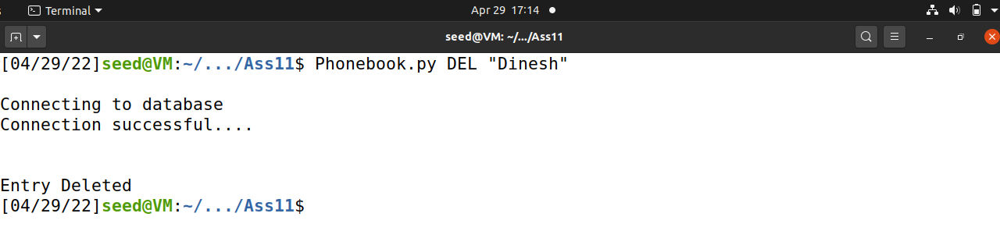 Terminal
Apr 29 17:14
seed@VM: ~/.../Ass11
[04/29/22]seed@VM:~/.../Ass11$ Phonebook.py DEL "Dinesh"
Connecting to database
Connection successful....
Entry Deleted
[04/29/22]seed@VM:~/.../Ass11$